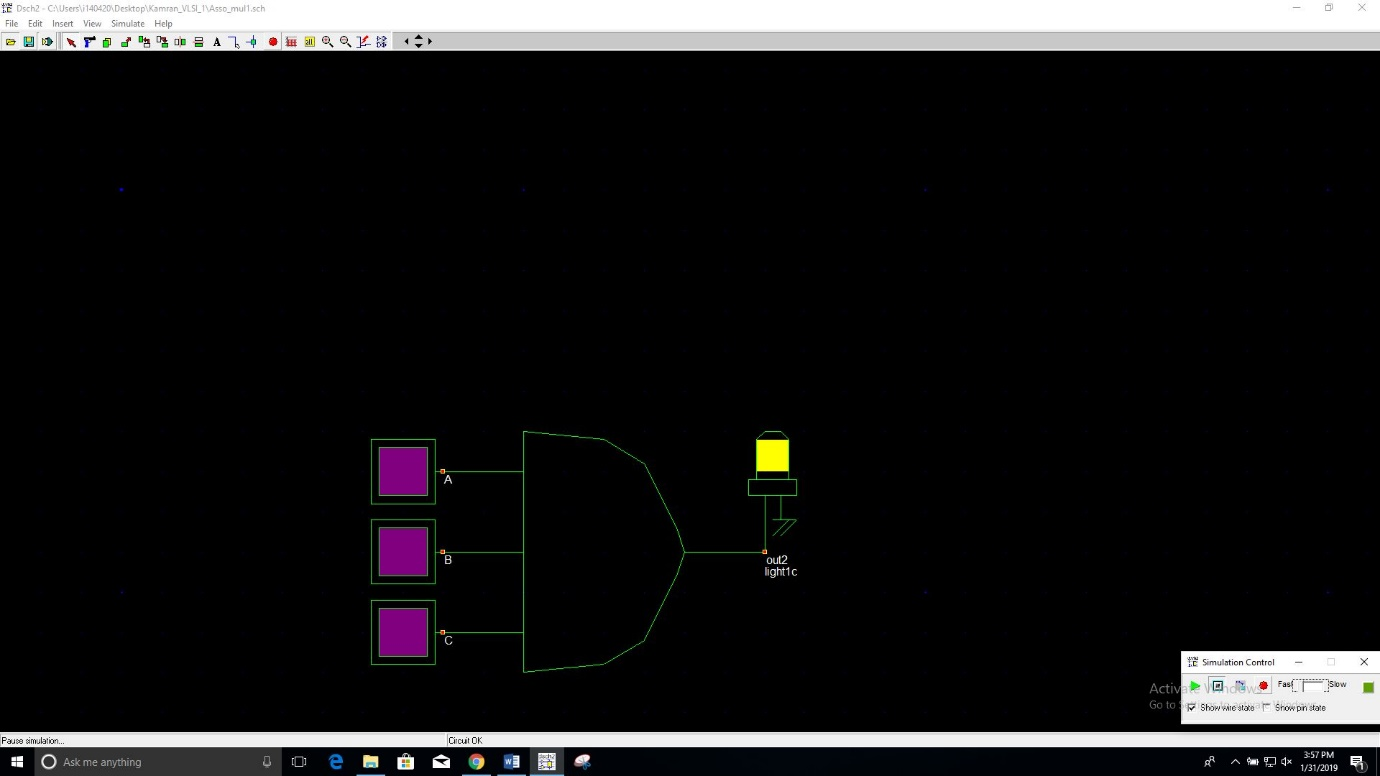 Dsch2 - C:\Users\i140420\Desktop\Kamran_VLSI_1\Asso_mul1.sch
File Edit Insert View Simulate Help
A
A
B
C
out2
light1c
Simulation Control
Fast Slow
Activate Windows
Show wire state Show pin state
Pause simulation... Circuit OK
Ask me anything
3:57 PM
1/31/2019